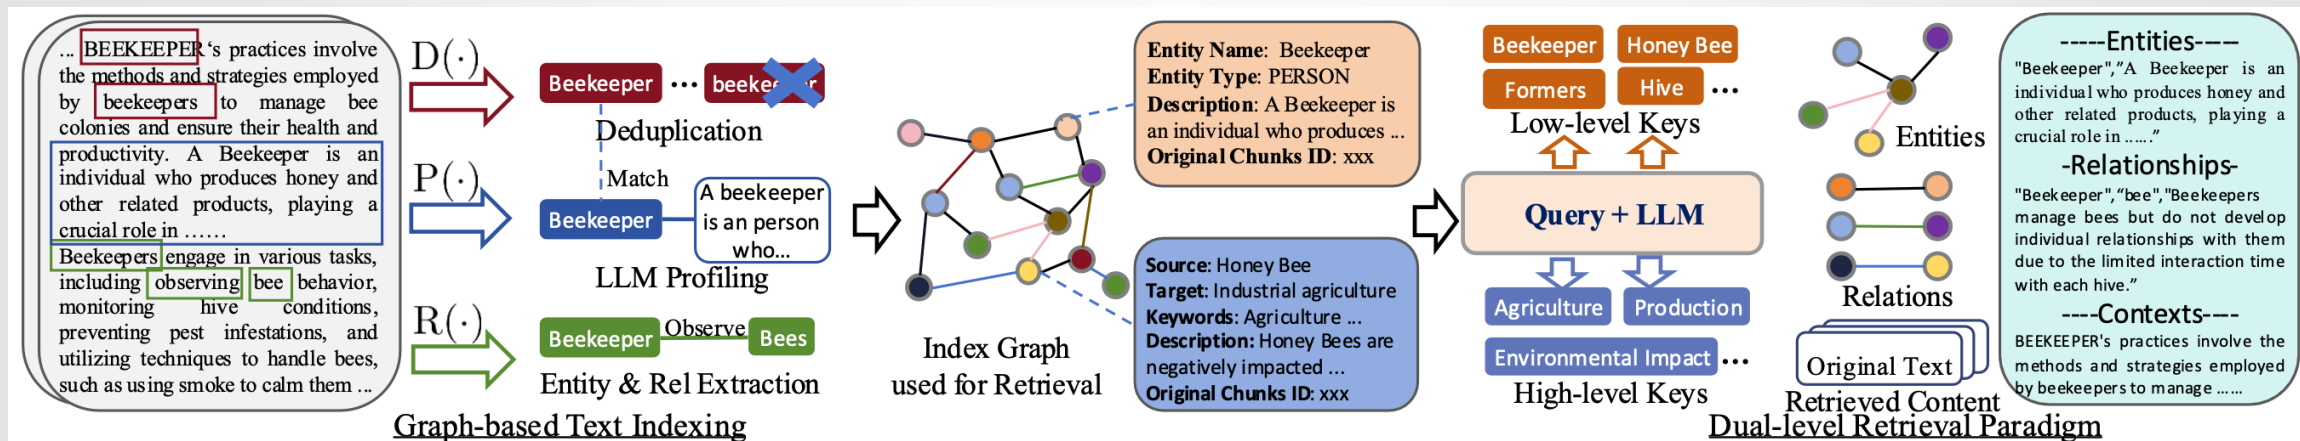 ... BEEKEEPER‘s practices involve
the methods and strategies employed
by beekeepers to manage bee
colonies and ensure their health and
productivity. A Beekeeper is an
individual who produces honey and
other related products, playing a
crucial role in ……
Beekeepers engage in various tasks,
including observing bee behavior,
monitoring hive conditions,
preventing pest infestations, and
utilizing techniques to handle bees,
such as using smoke to calm them ...
D(·)
Beekeeper ... beekeeper
Deduplication
P(·)
Match
Beekeeper
A beekeeper
is an person
who...
LLM Profiling
R(·)
Beekeeper Observe Bees
Entity & Rel Extraction
Graph-based Text Indexing
Index Graph
used for Retrieval
Entity Name: Beekeeper
Entity Type: PERSON
Description: A Beekeeper is
an individual who produces ...
Original Chunks ID: xxx
Source: Honey Bee
Target: Industrial agriculture
Keywords: Agriculture ...
Description: Honey Bees are
negatively impacted ...
Original Chunks ID: xxx
Beekeeper Honey Bee
Formers Hive ...
Low-level Keys
Query + LLM
Agriculture Production
Environmental Impact ...
High-level Keys
Entities
Relations
Original Text
Retrieved Content
Dual-level Retrieval Paradigm
-----Entities-----
"Beekeeper",”A Beekeeper is an
individual who produces honey and
other related products, playing a
crucial role in ……”
-Relationships-
"Beekeeper",“bee”,"Beekeepers
manage bees but do not develop
individual relationships with them
due to the limited interaction time
with each hive.”
----Contexts----
BEEKEEPER's practices involve the
methods and strategies employed
by beekeepers to manage ……